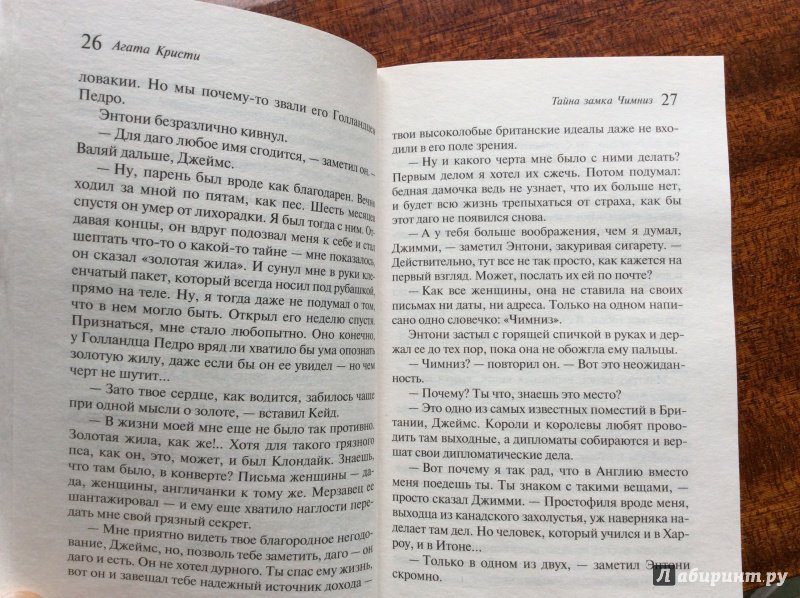 26 Агата Кристи
ловакии. Но мы почему-то звали его Голландцем
Педро.
Энтони безразлично кивнул.
— Для даго любое имя сгодится, — заметил он. —
Валяй дальше, Джеймс.
— Ну, парень был вроде как благодарен. Вечно
ходил за мной по пятам, как пес. Шесть месяцев
спустя он умер от лихорадки. Я был тогда с ним. От-
давая концы, он вдруг подозвал меня к себе и стал
шептать что-то о какой-то тайне — мне показалось,
он сказал «золотая жила». И сунул мне в руки кле-
енчатый пакет, который всегда носил под рубашкой,
прямо на теле. Ну, я тогда даже не подумал о том,
что в нем могло быть. Открыл его неделю спустя.
Признаться, мне стало любопытно. Оно конечно,
у Голландца Педро вряд ли хватило бы ума опознать
золотую жилу, даже если бы он ее увидел — но чем
черт не шутит...
— Зато твое сердце, как водится, забилось чаще
при одной мысли о золоте, — вставил Кейд.
— В жизни моей мне еще не было так противно.
Золотая жила, как же!.. Хотя для такого грязного
пса, как он, это, может, и был Клондайк. Знаешь,
что там было, в конверте? Письма женщины — да-
да, женщины, англичанки к тому же. Мерзавец ее
шантажировал — и ему еще хватило наглости пере-
дать мне свой грязный секрет.
— Мне приятно видеть твое благородное негодо-
вание, Джеймс, но, позволь тебе заметить, даго — он
даго и есть. Он не хотел дурного. Ты спас ему жизнь,
вот он и завещал тебе надежный источник дохода —
Тайна замка Чимниз 27
твои высоколобые британские идеалы даже не вхо-
дили в его поле зрения.
— Ну и какого черта мне было с ними делать?
Первым делом я хотел их сжечь. Потом подумал:
бедная дамочка ведь не узнает, что их больше нет,
и будет всю жизнь трепыхаться от страха, как бы
этот даго не появился снова.
— А у тебя больше воображения, чем я думал,
Джимми, — заметил Энтони, закуривая сигарету. —
Действительно, тут все не так просто, как кажется на
первый взгляд. Может, послать их ей по почте?
— Как все женщины, она не ставила на своих
письмах ни даты, ни адреса. Только на одном напи-
сано одно словечко: «Чимниз».
Энтони застыл с горящей спичкой в руках и дер-
жал ее до тех пор, пока она не обожгла ему пальцы.
— Чимниз? — повторил он. — Вот это неожидан-
ность.
— Почему? Ты что, знаешь это место?
— Это одно из самых известных поместий в Бри-
тании, Джеймс. Короли и королевы любят прово-
дить там выходные, а дипломаты собираются и вер-
шат свои дипломатические дела.
— Вот почему я так рад, что в Англию вместо
меня поедешь ты. Ты знаком с такими вещами, —
просто сказал Джимми. — Простофиля вроде меня,
выходца из канадского захолустья, уж наверняка на-
делает там дел. Но человек, который учился и в Хар-
роу, и в Итоне...
— Только в одном из двух, — заметил Энтони
скромно.
Лабиринт.ру